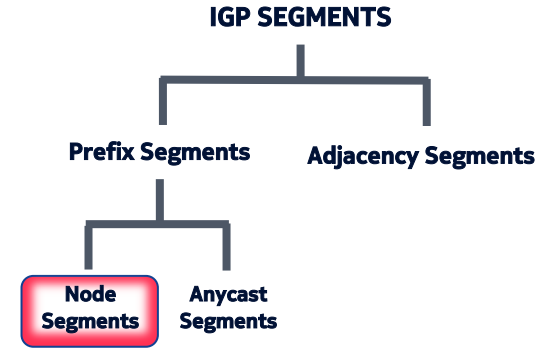 IGP SEGMENTS
Prefix Segments
Adjacency Segments
Node
Segments
Anycast
Segments